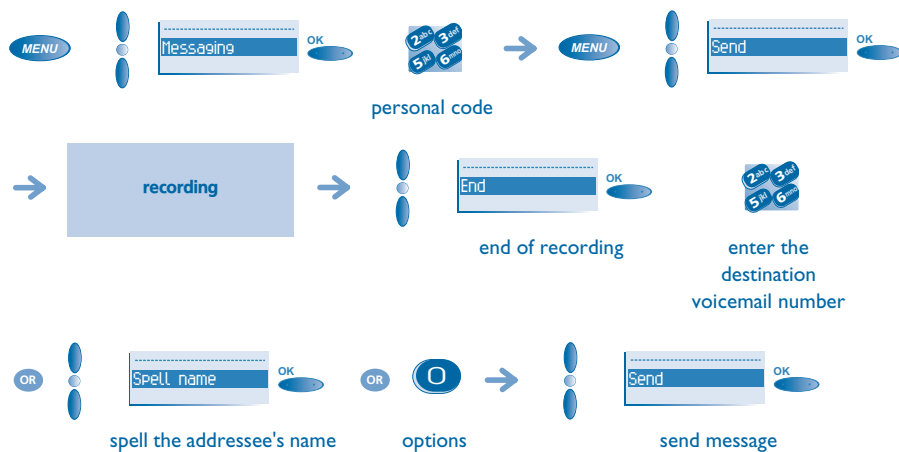 MENU
Messaging
OK
2abc 3def
5jkl 6mno
personal code
MENU
Send
OK
recording
End
OK
end of recording
2abc 3def
5jkl 6mno
enter the
destination
voicemail number
OR
Spell name
OK
spell the addressee's name
OR
0
options
Send
OK
send message